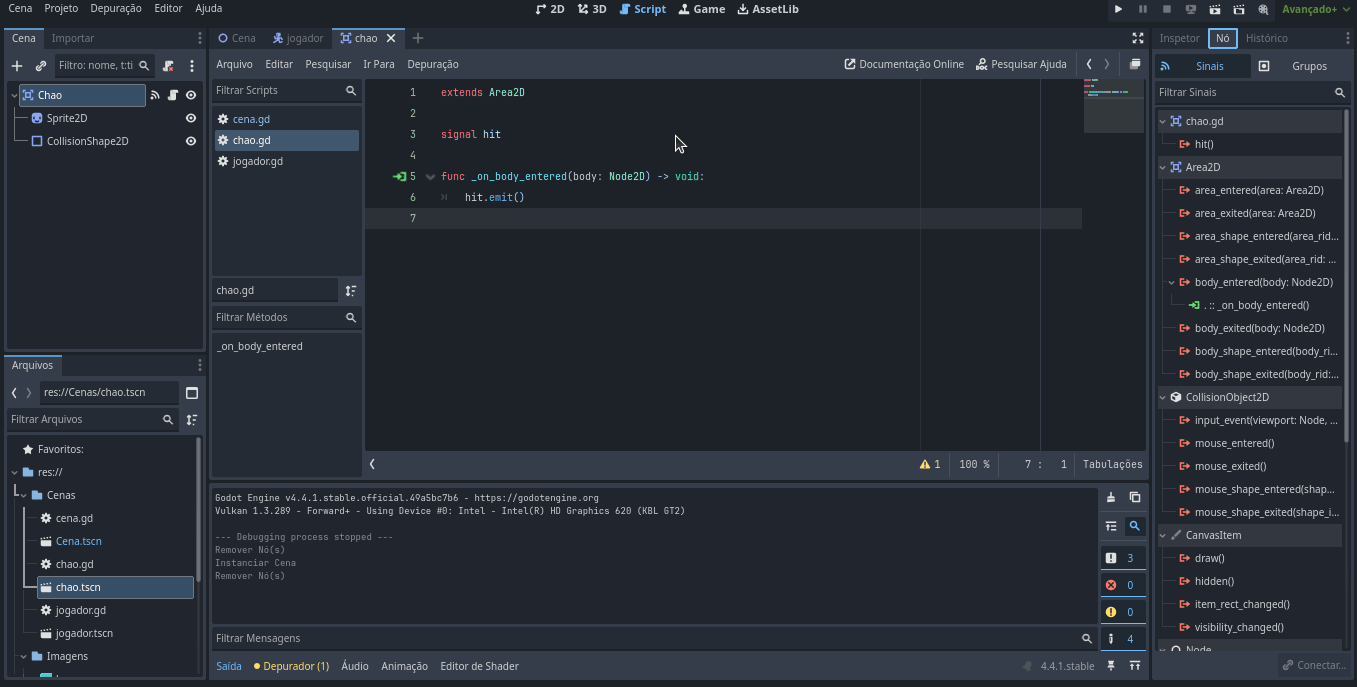 Cena Projeto Depuração Editor Ajuda
2D 3D Script Game AssetLib
Avançado+
Cena Importar
Filtro: nome, t:ti
Chao
Sprite2D
CollisionShape2D
Arquivos
res://Cenas/chao.tscn
Filtrar Arquivos
Favoritos:
res://
Cenas
cena.gd
Cena.tscn
chao.gd
chao.tscn
jogador.gd
jogador.tscn
Imagens
Cena jogador chao
Arquivo Editar Pesquisar Ir Para Depuração
Documentação Online Pesquisar Ajuda
Filtrar Scripts
cena.gd
chao.gd
jogador.gd
chao.gd
Filtrar Métodos
_on_body_entered
1 extends Area2D
2
3 signal hit
4
5 func _on_body_entered(body: Node2D) -> void:
6 hit.emit()
7
1 100 % 7 : 1 Tabulações
Godot Engine v4.4.1.stable.official.49a5bc7b6 - https://godotengine.org
Vulkan 1.3.289 - Forward+ - Using Device #0: Intel - Intel(R) HD Graphics 620 (KBL GT2)
--- Debugging process stopped ---
Remover Nó(s)
Instanciar Cena
Remover Nó(s)
3
0
0
4
Filtrar Mensagens
Saída Depurador (1) Áudio Animação Editor de Shader
4.4.1.stable
Inspetor Nó Histórico
Sinais Grupos
Filtrar Sinais
chao.gd
hit()
Area2D
area_entered(area: Area2D)
area_exited(area: Area2D)
area_shape_entered(area_rid...
area_shape_exited(area_rid: ...
body_entered(body: Node2D)
. :: _on_body_entered()
body_exited(body: Node2D)
body_shape_entered(body_ri...
body_shape_exited(body_rid:...
CollisionObject2D
input_event(viewport: Node, ...
mouse_entered()
mouse_exited()
mouse_shape_entered(shap...
mouse_shape_exited(shape_i...
CanvasItem
draw()
hidden()
item_rect_changed()
visibility_changed()
Node
Conectar...